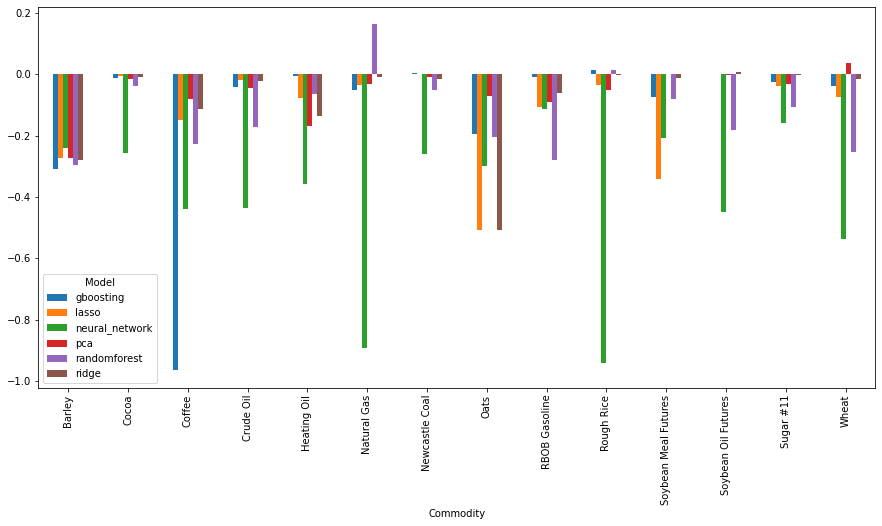 0.2
0.0
−0.2
−0.4
−0.6
−0.8
−1.0
Model
gboosting
lasso
neural_network
pca
randomforest
ridge
Barley
Cocoa
Coffee
Crude Oil
Heating Oil
Natural Gas
Newcastle Coal
Oats
RBOB Gasoline
Rough Rice
Soybean Meal Futures
Soybean Oil Futures
Sugar #11
Wheat
Commodity